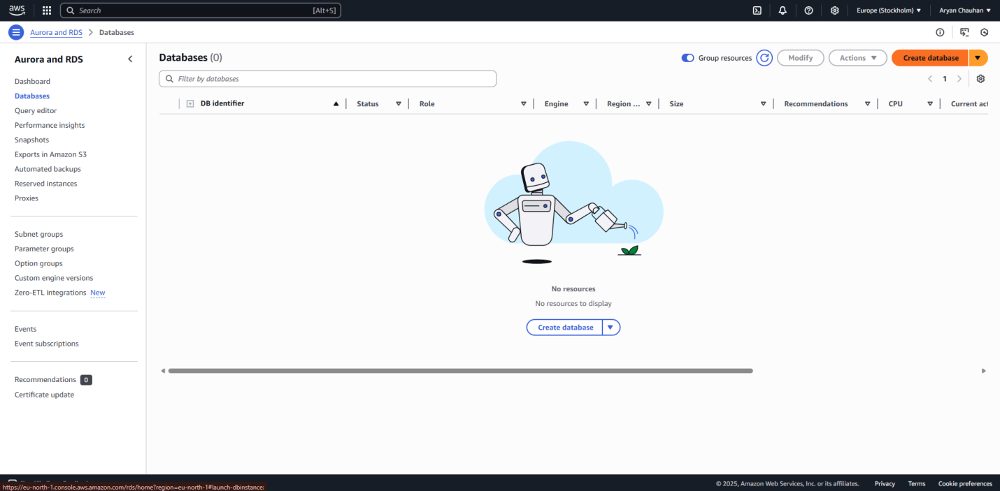 aws
Search [Alt+S]
Europe (Stockholm) ▼
Aryan Chauhan ▼
Aurora and RDS > Databases
Aurora and RDS
Dashboard
Databases
Query editor
Performance insights
Snapshots
Exports in Amazon S3
Automated backups
Reserved instances
Proxies
Subnet groups
Parameter groups
Option groups
Custom engine versions
Zero-ETL integrations New
Events
Event subscriptions
Recommendations 0
Certificate update
Databases (0)
Group resources
Modify
Actions ▼
Create database
Filter by databases
1
DB identifier
Status
Role
Engine
Region ...
Size
Recommendations
CPU
Current act
No resources
No resources to display
Create database
https://eu-north-1.console.aws.amazon.com/rds/home?region=eu-north-1#launch-dbinstance:
© 2025, Amazon Web Services, Inc. or its affiliates.
Privacy
Terms
Cookie preferences